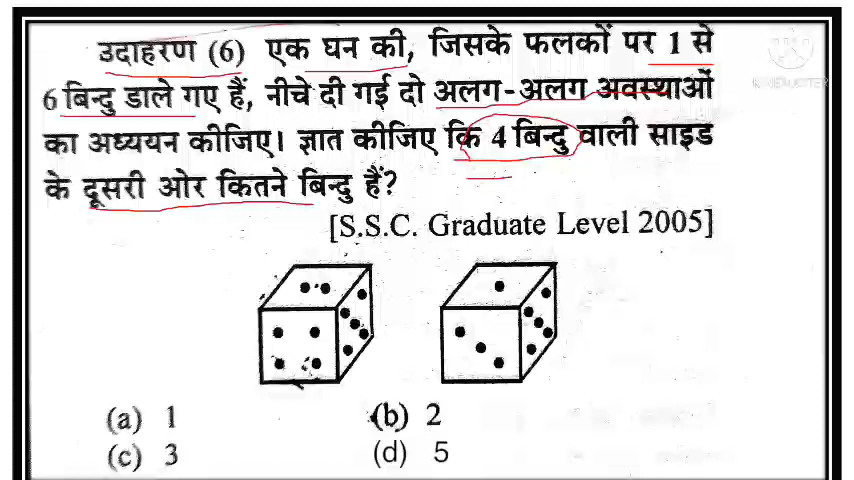 उदाहरण (6) एक घन की, जिसके फलकों पर 1 से
6 बिन्दु डाले गए हैं, नीचे दी गई दो अलग-अलग अवस्थाओं
का अध्ययन कीजिए। ज्ञात कीजिए कि 4 बिन्दु वाली साइड
के दूसरी ओर कितने बिन्दु हैं?
[S.S.C. Graduate Level 2005]
(a) 1
(b) 2
(c) 3
(d) 5